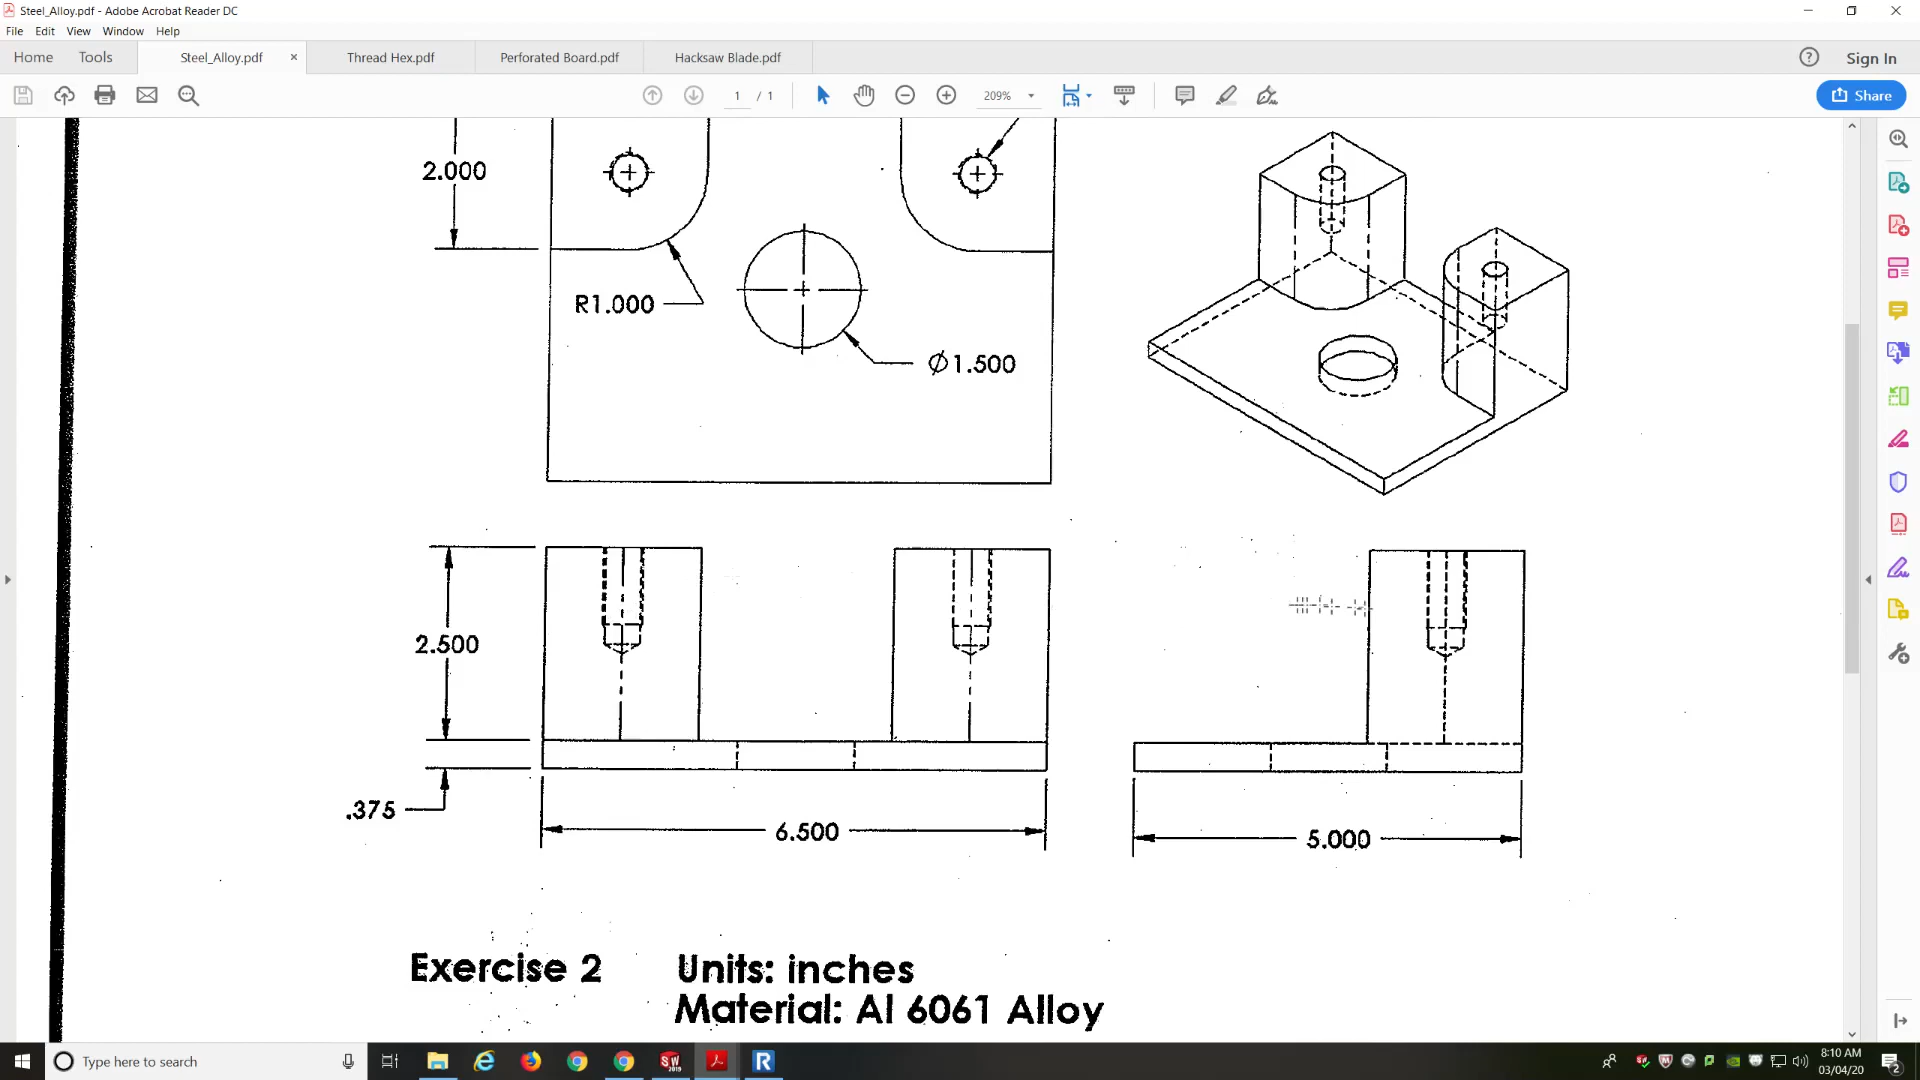 Steel_Alloy.pdf - Adobe Acrobat Reader DC
File Edit View Window Help
Home Tools Steel_Alloy.pdf × Thread Hex.pdf Perforated Board.pdf Hacksaw Blade.pdf Sign In
1 / 1 209% Share
2.000
R1.000
Ø1.500
2.500
.375
6.500
5.000
Exercise 2 Units: inches
Material: Al 6061 Alloy
Type here to search
8:10 AM
03/04/20
2
SW
2019
R